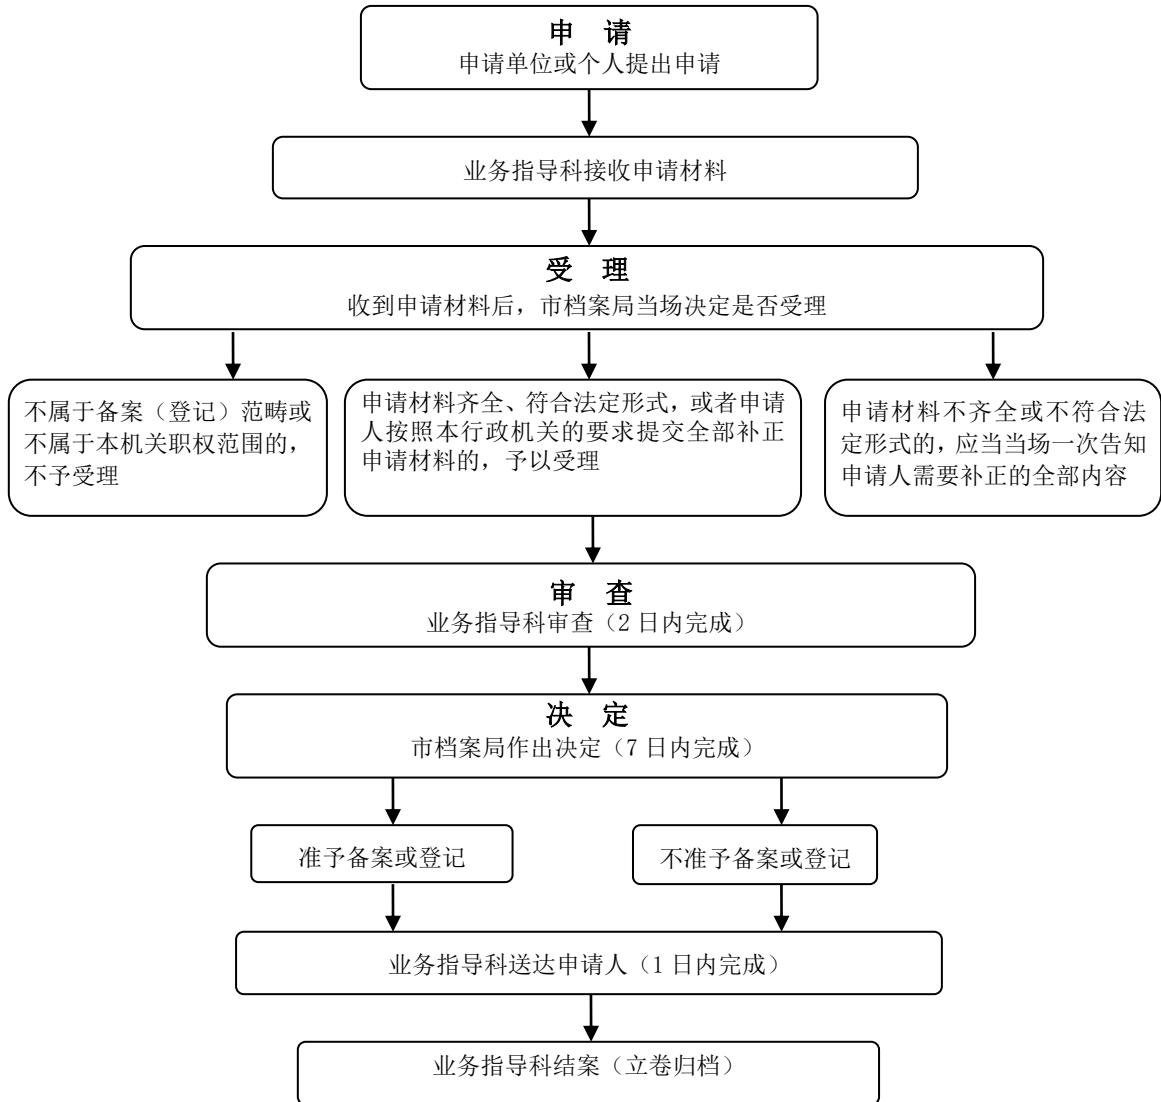 申 请
申请单位或个人提出申请
业务指导科接收申请材料
受 理
收到申请材料后，市档案局当场决定是否受理
不属于备案（登记）范畴或
不属于本机关职权范围的，
不予受理
申请材料齐全、符合法定形式，或者申请
人按照本行政机关的要求提交全部补正
申请材料的，予以受理
申请材料不齐全或不符合法
定形式的，应当当场一次告知
申请人需要补正的全部内容
审 查
业务指导科审查（2 日内完成）
决 定
市档案局作出决定（7 日内完成）
准予备案或登记
不准予备案或登记
业务指导科送达申请人（1 日内完成）
业务指导科结案（立卷归档）